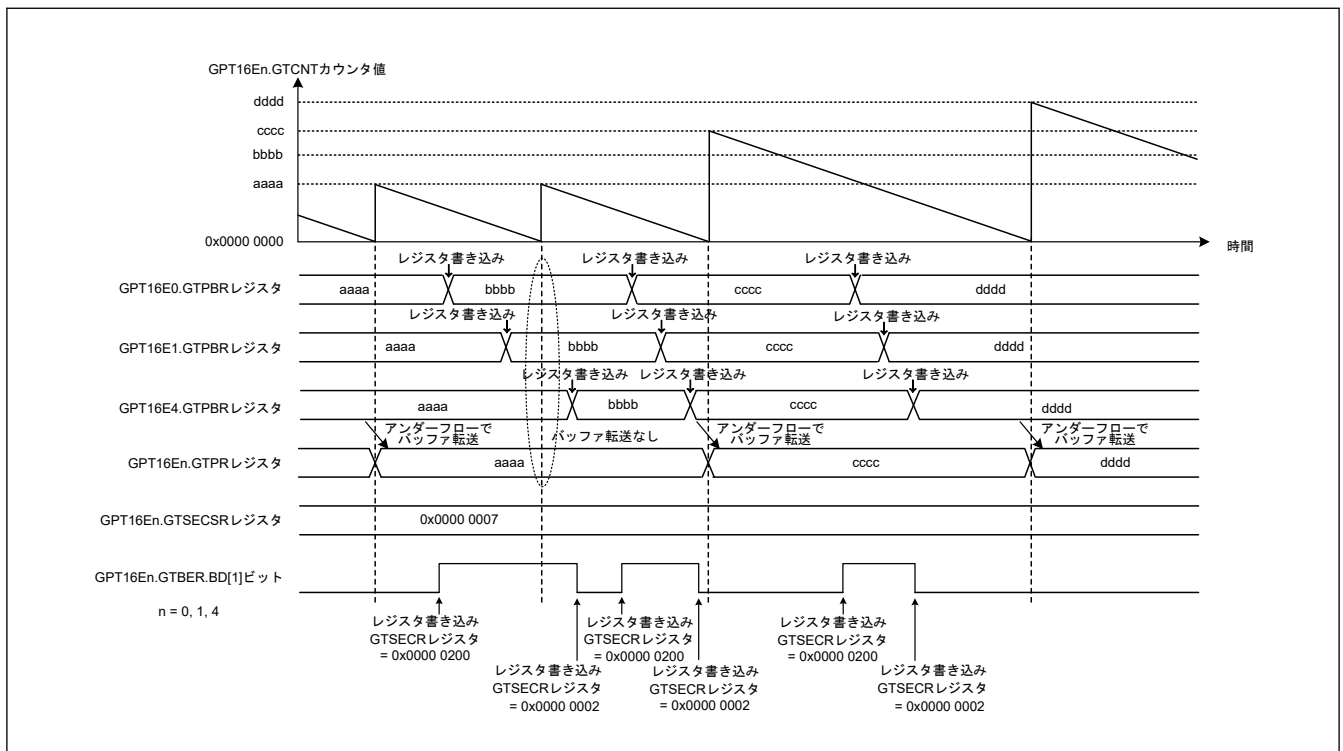 GPT16En.GTCNTカウンタ値
dddd
cccc
bbbb
aaaa
0x0000 0000
時間
レジスタ書き込み レジスタ書き込み レジスタ書き込み
GPT16E0.GTPBRレジスタ aaaa bbbb cccc dddd
レジスタ書き込み レジスタ書き込み レジスタ書き込み
GPT16E1.GTPBRレジスタ aaaa bbbb cccc dddd
レジスタ書き込み レジスタ書き込み レジスタ書き込み
GPT16E4.GTPBRレジスタ aaaa bbbb cccc dddd
アンダーフローで アンダーフローで アンダーフローで
バッファ転送 バッファ転送なし バッファ転送 バッファ転送
GPT16En.GTPRレジスタ aaaa cccc dddd
GPT16En.GTSECSRレジスタ 0x0000 0007
GPT16En.GTBER.BD[1]ビット
n = 0, 1, 4
レジスタ書き込み レジスタ書き込み レジスタ書き込み
GTSECRレジスタ GTSECRレジスタ GTSECRレジスタ
= 0x0000 0200 = 0x0000 0200 = 0x0000 0200
レジスタ書き込み レジスタ書き込み レジスタ書き込み
GTSECRレジスタ GTSECRレジスタ GTSECRレジスタ
= 0x0000 0002 = 0x0000 0002 = 0x0000 0002